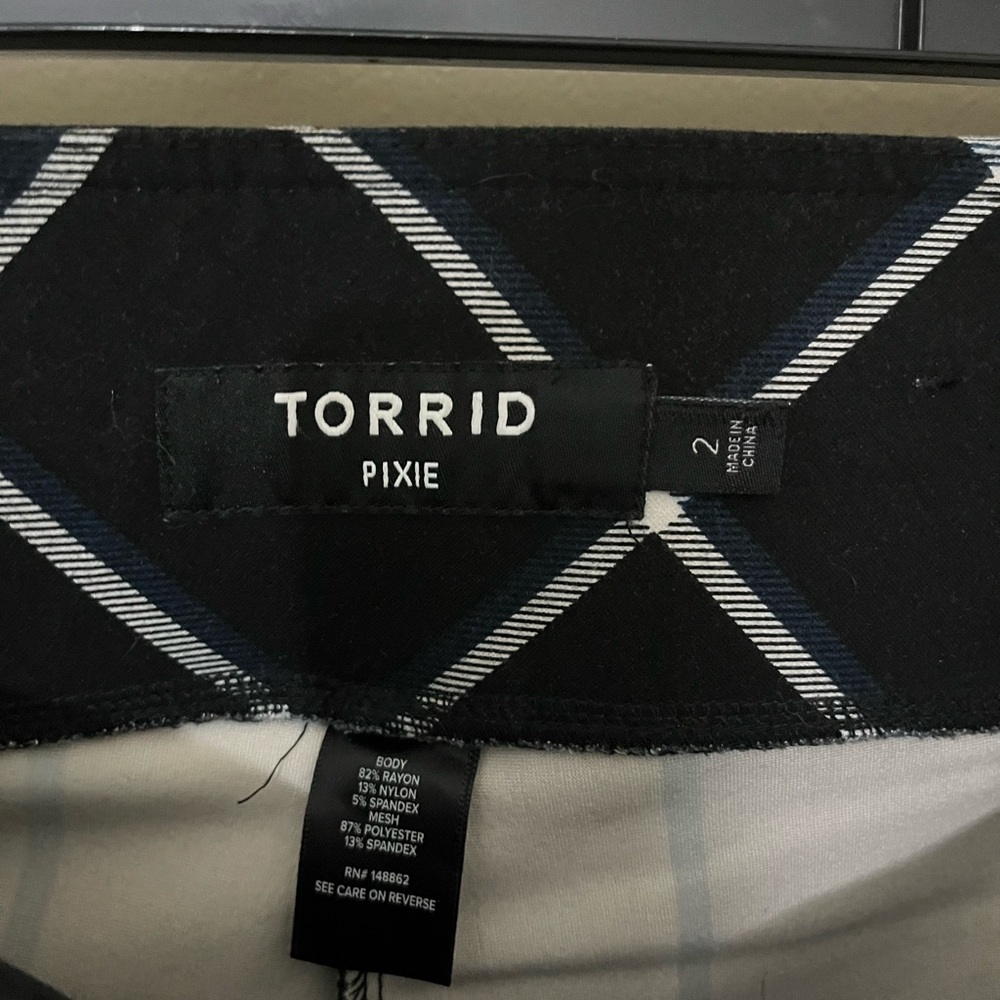 TORRID
PIXIE
2
MADE IN
CHINA
BODY
82% RAYON
13% NYLON
5% SPANDEX
MESH
87% POLYESTER
13% SPANDEX
RN# 148862
SEE CARE ON REVERSE